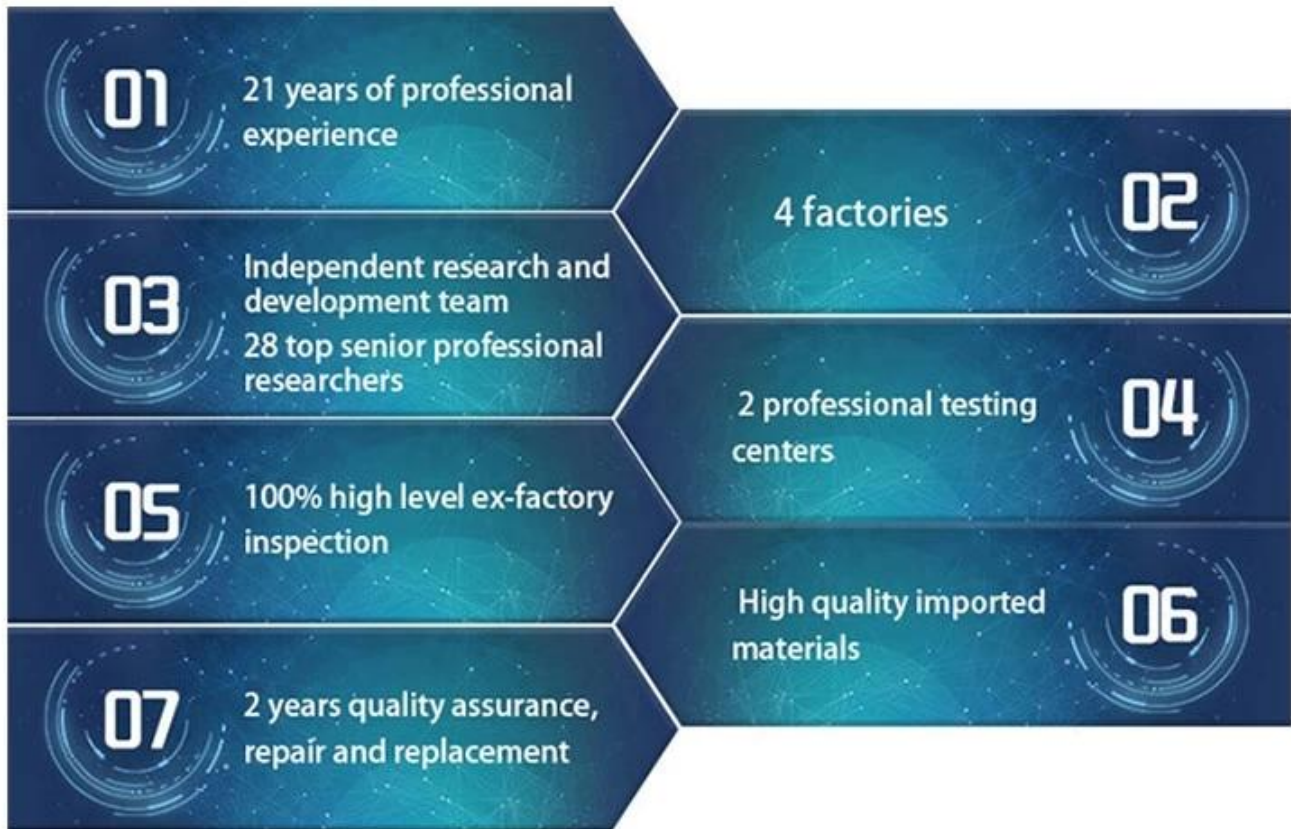 01
21 years of professional
experience
02
4 factories
03
Independent research and
development team
28 top senior professional
researchers
04
2 professional testing
centers
05
100% high level ex-factory
inspection
06
High quality imported
materials
07
2 years quality assurance,
repair and replacement